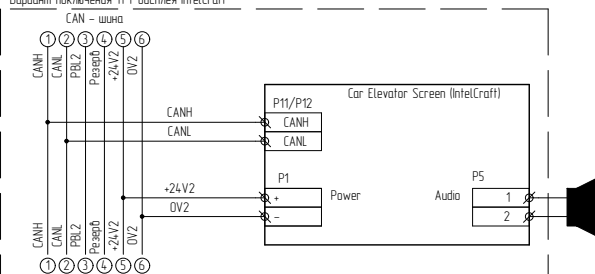 CAN - шина
1 2 3 4 5 6
CANH
CANL
PBL2
Резерв
+24V2
0V2
Car Elevator Screen (IntelCraft)
P11/P12
CANH
CANH
CANL
CANL
P1
+24V2
+
Power
0V2
-
P5
Audio
1
2
CANH
CANL
PBL2
Резерв
+24V2
0V2
1 2 3 4 5 6